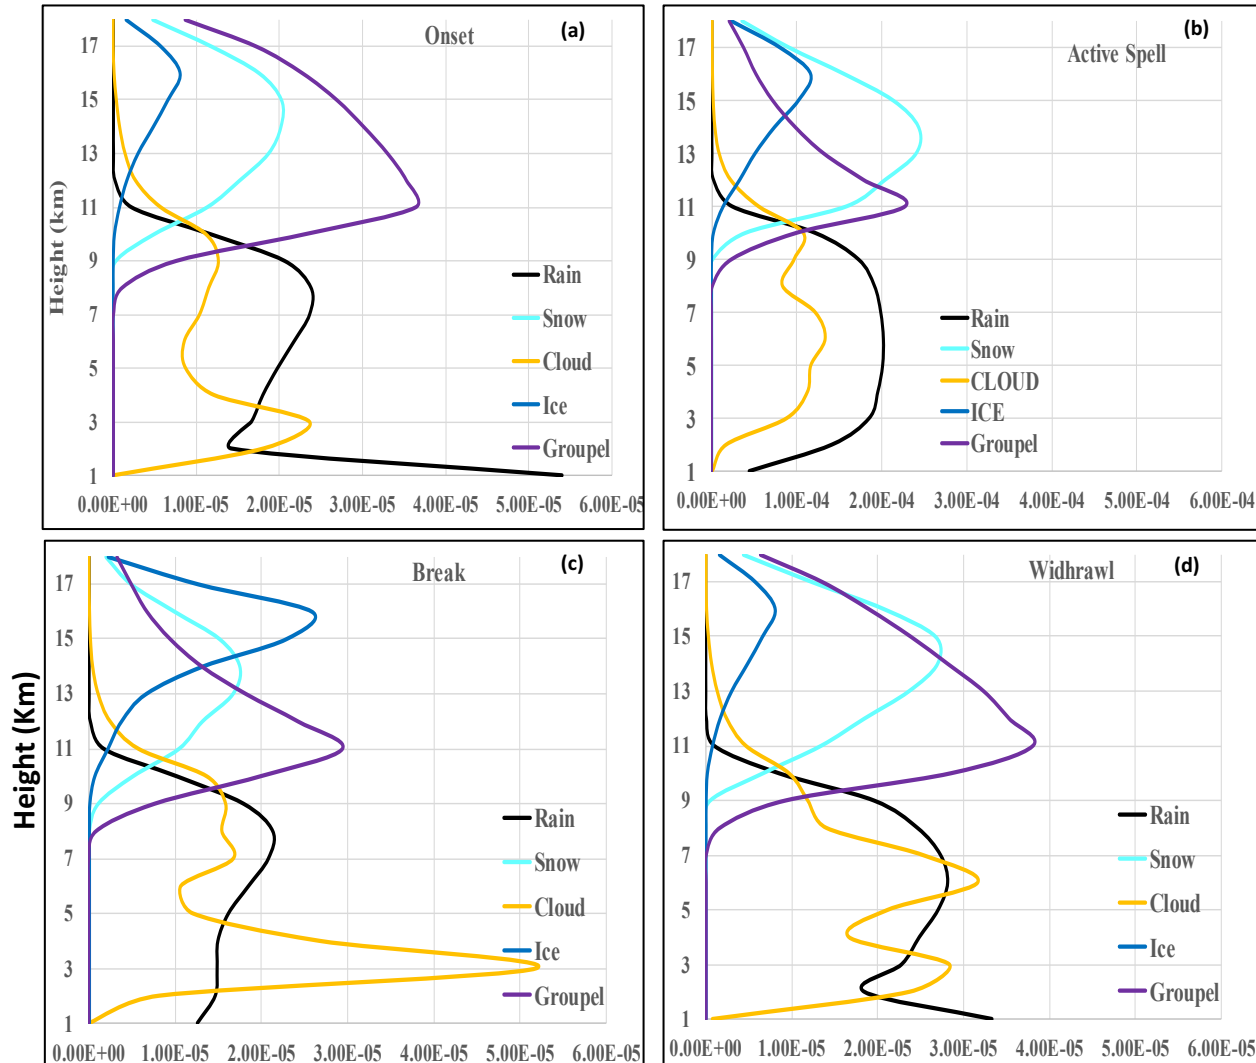 Onset
(a)
17
15
13
11
9
7
5
3
1
Height (km)
Rain
Snow
Cloud
Ice
Groupel
0.00E+00 1.00E-05 2.00E-05 3.00E-05 4.00E-05 5.00E-05 6.00E-05
(b)
Active Spell
17
15
13
11
9
7
5
3
1
Rain
Snow
CLOUD
ICE
Groupel
0.00E+00 1.00E-04 2.00E-04 3.00E-04 4.00E-04 5.00E-04 6.00E-04
Break
(c)
17
15
13
11
9
7
5
3
1
Height (Km)
Rain
Snow
Cloud
Ice
Groupel
0.00E+00 1.00E-05 2.00E-05 3.00E-05 4.00E-05 5.00E-05 6.00E-05
Widhrawl
(d)
17
15
13
11
9
7
5
3
1
Rain
Snow
Cloud
Ice
Groupel
0.00E+00 1.00E-05 2.00E-05 3.00E-05 4.00E-05 5.00E-05 6.00E-05